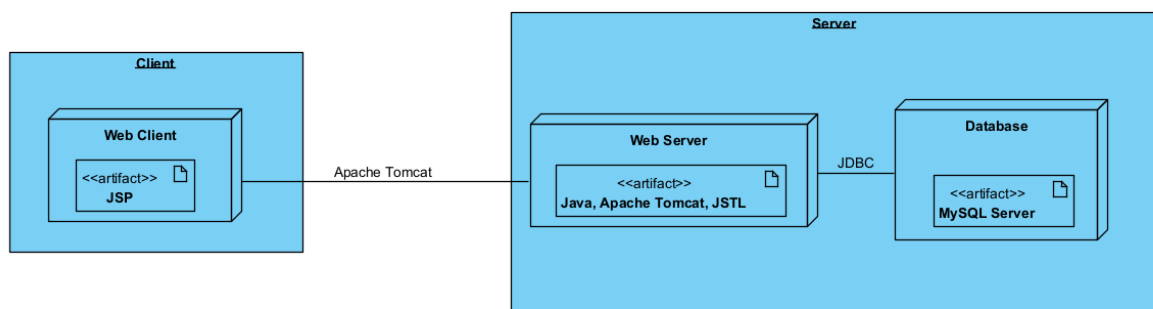 Client
Web Client
<<artifact>>
JSP
Apache Tomcat
Server
Web Server
<<artifact>>
Java, Apache Tomcat, JSTL
JDBC
Database
<<artifact>>
MySQL Server